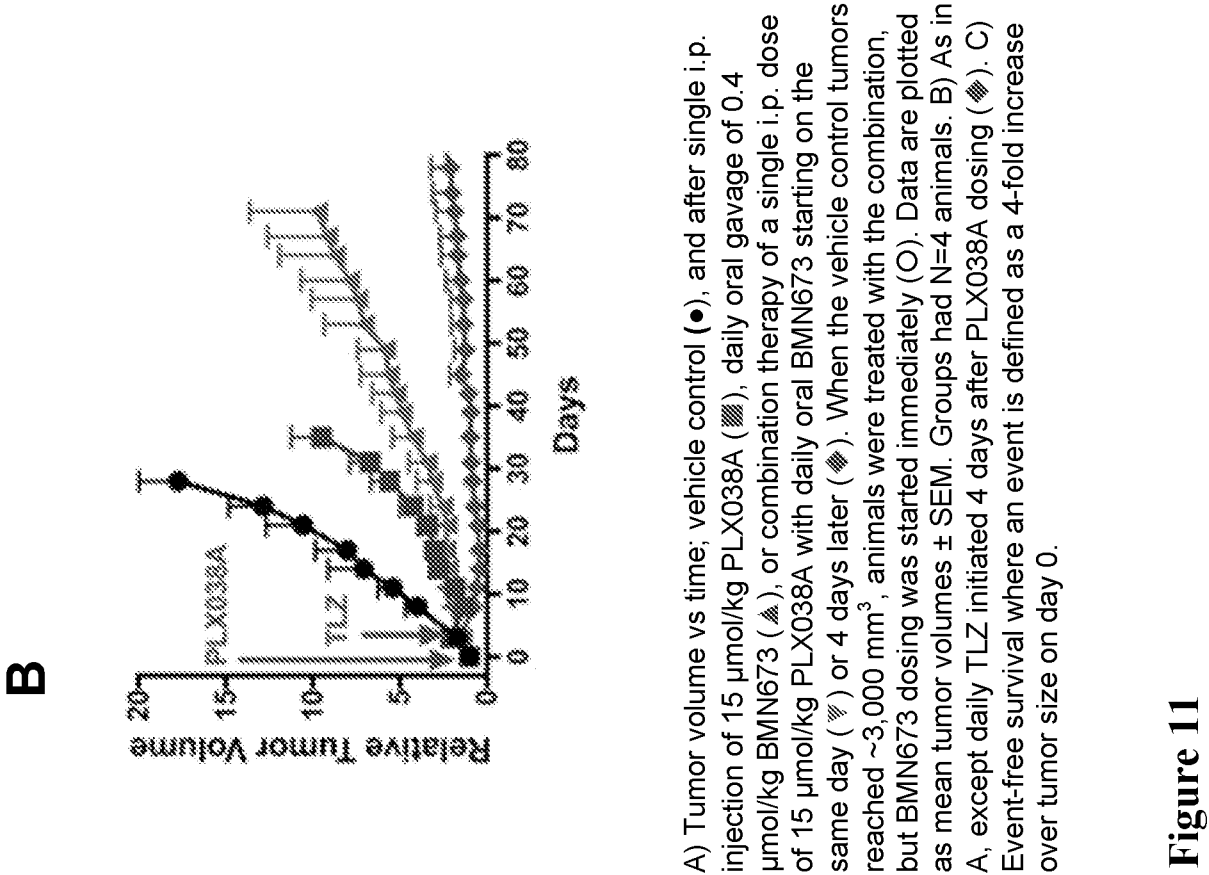 B
PLX038A
TLZ
Relative Tumor Volume
20
15
10
5
0
0
10
20
30
40
50
60
70
80
Days
A) Tumor volume vs time; vehicle control (●), and after single i.p.
injection of 15 µmol/kg PLX038A (■), daily oral gavage of 0.4
µmol/kg BMN673 (▲), or combination therapy of a single i.p. dose
of 15 µmol/kg PLX038A with daily oral BMN673 starting on the
same day (▼) or 4 days later (◆). When the vehicle control tumors
reached ~3,000 mm³, animals were treated with the combination,
but BMN673 dosing was started immediately (O). Data are plotted
as mean tumor volumes ± SEM. Groups had N=4 animals. B) As in
A, except daily TLZ initiated 4 days after PLX038A dosing (◆). C)
Event-free survival where an event is defined as a 4-fold increase
over tumor size on day 0.
Figure 11